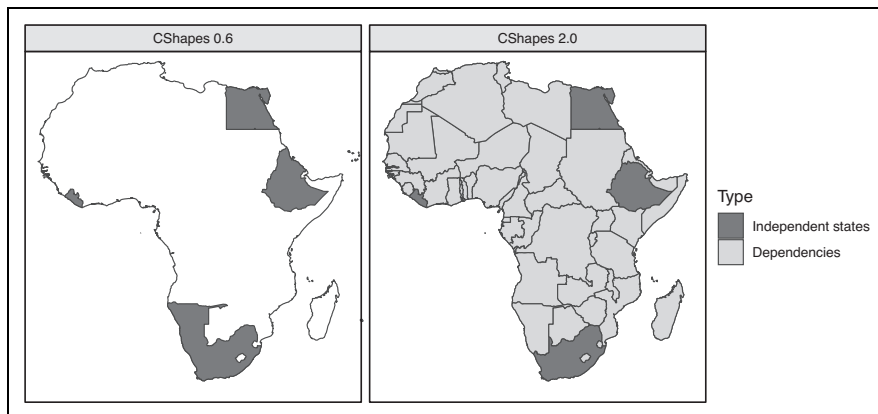 CShapes 0.6
CShapes 2.0
Type
Independent states
Dependencies